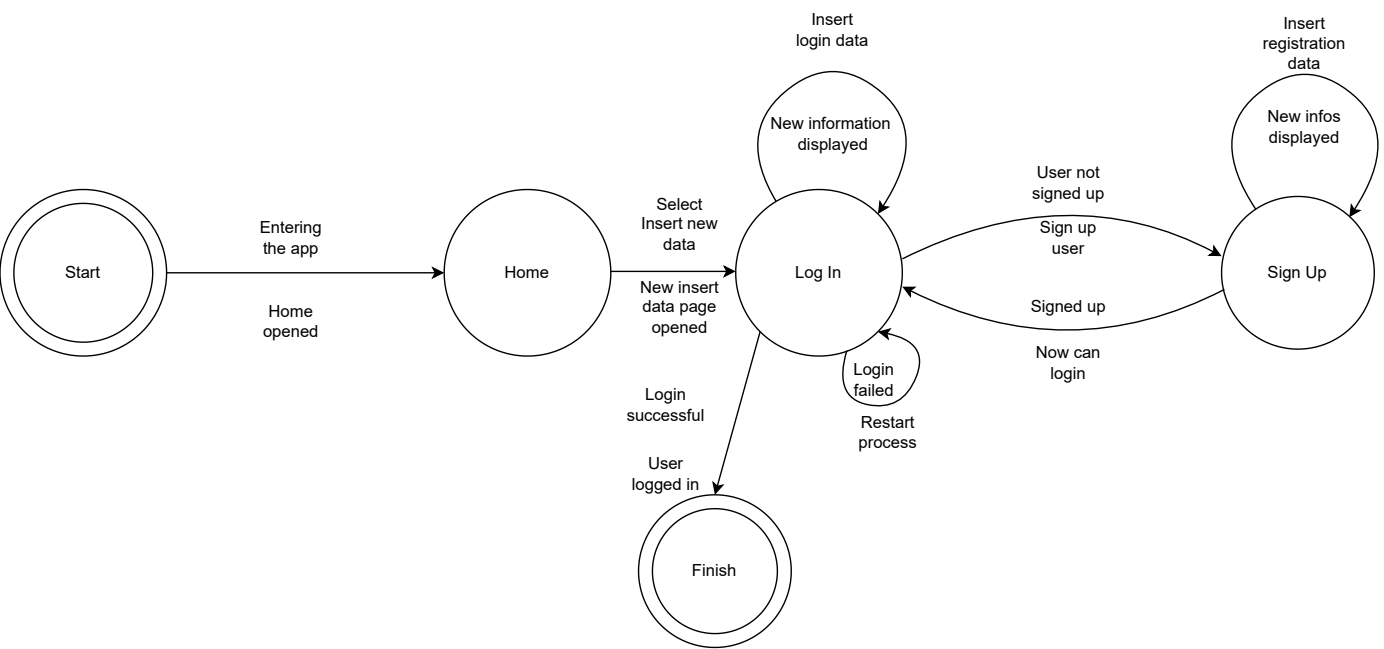 Insert
login data
Insert
registration
data
New information
displayed
New infos
displayed
User not
signed up
Select
Insert new
data
Entering
the app
Sign up
user
Start
Home
Log In
Sign Up
New insert
data page
opened
Home
opened
Signed up
Now can
login
Login
failed
Login
successful
Restart
process
User
logged in
Finish